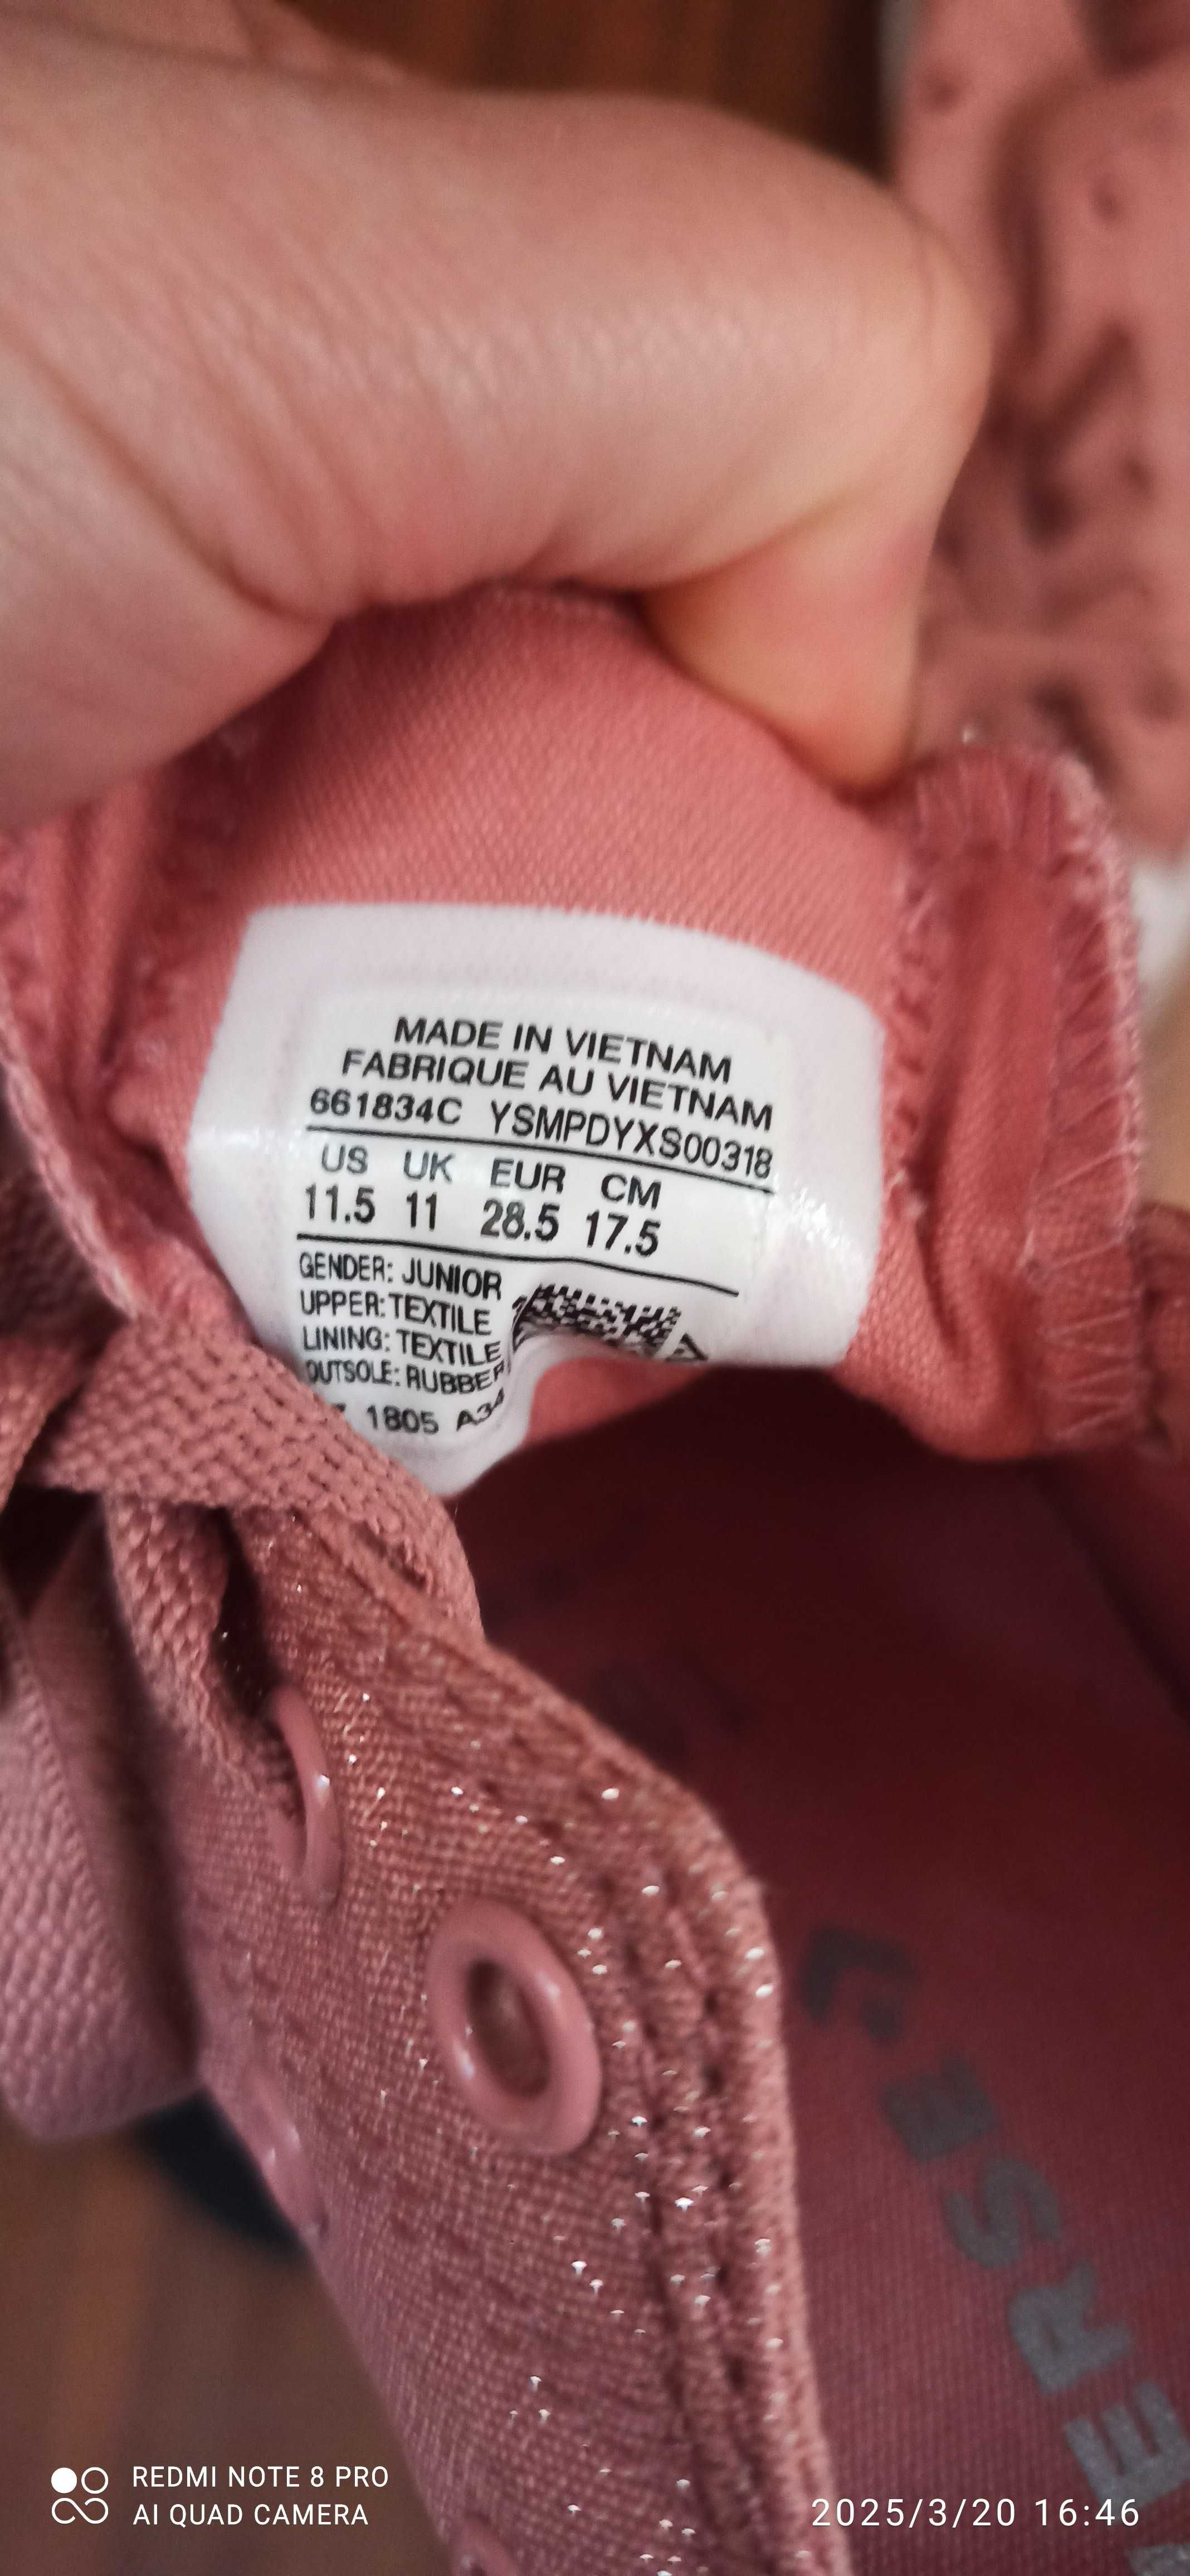 MADE IN VIETNAM
FABRIQUE AU VIETNAM
661834C YSMPDYXS00318
US UK EUR CM
11.5 11 28.5 17.5
GENDER: JUNIOR
UPPER: TEXTILE
LINING: TEXTILE
OUTSOLE: RUBBER
1805 A34
REDMI NOTE 8 PRO
AI QUAD CAMERA
2025/3/20 16:46